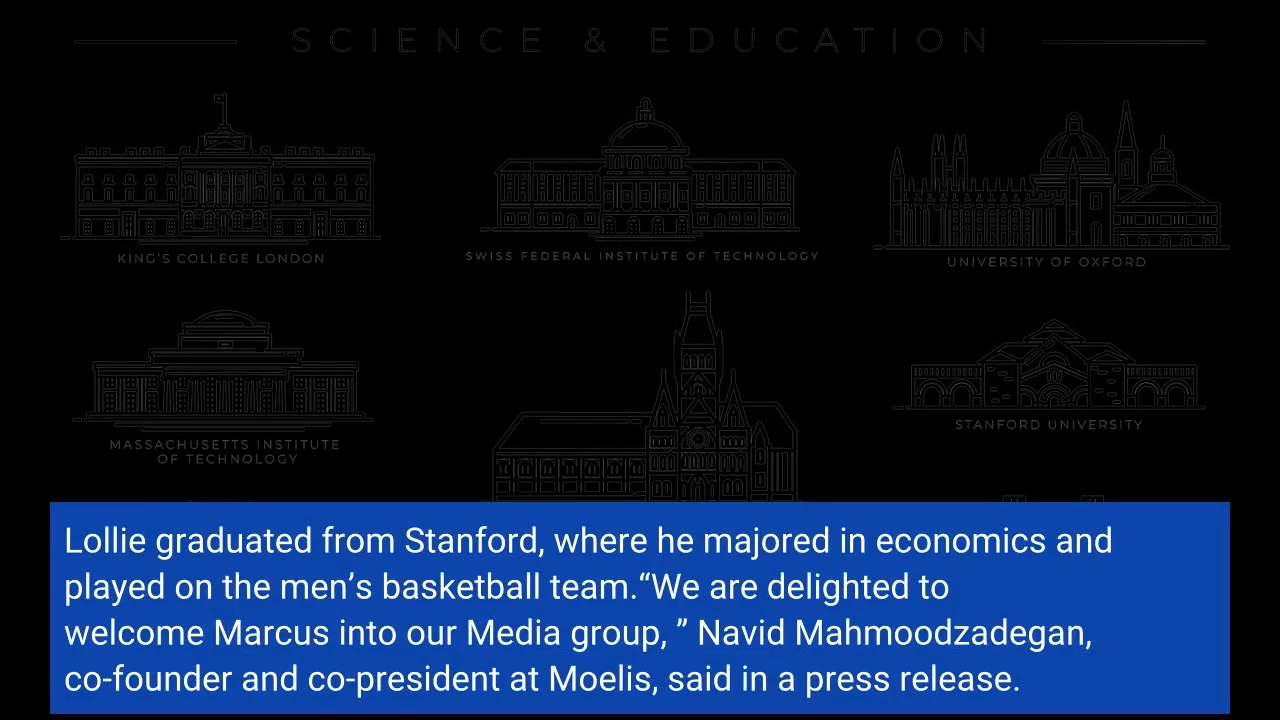 SCIENCE & EDUCATION
KING'S COLLEGE LONDON
SWISS FEDERAL INSTITUTE OF TECHNOLOGY
UNIVERSITY OF OXFORD
MASSACHUSETTS INSTITUTE
OF TECHNOLOGY
STANFORD UNIVERSITY
Lollie graduated from Stanford, where he majored in economics and
played on the men’s basketball team.“We are delighted to
welcome Marcus into our Media group, ” Navid Mahmoodzadegan,
co-founder and co-president at Moelis, said in a press release.